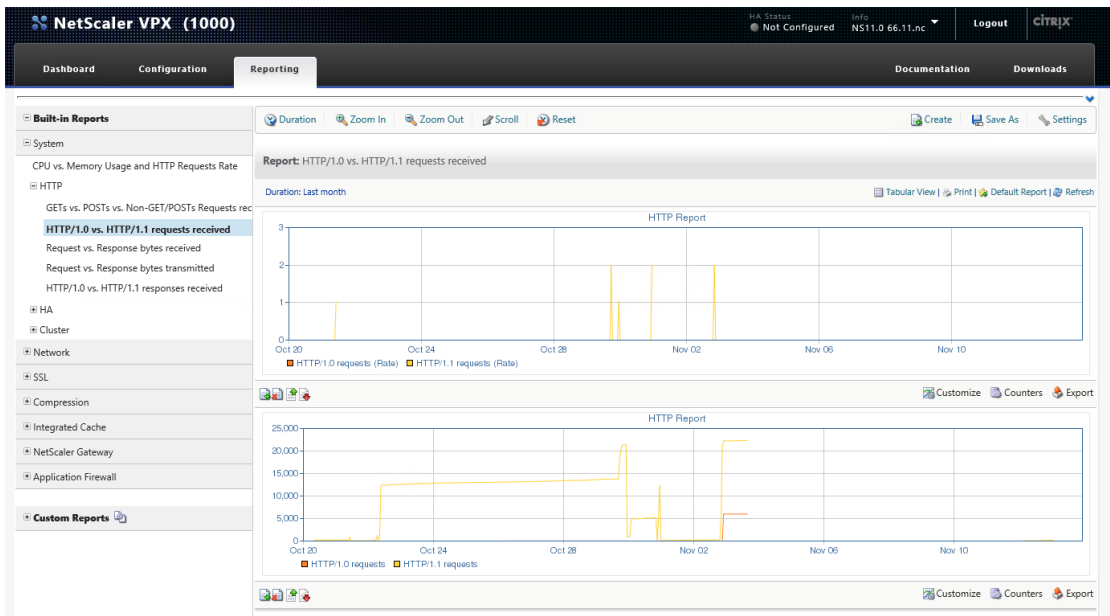 NetScaler VPX (1000)
HA Status
Not Configured
Info
NS11.0 66.11.nc
Logout
CİTRIX
Dashboard
Configuration
Reporting
Documentation
Downloads
Built-in Reports
System
CPU vs. Memory Usage and HTTP Requests Rate
HTTP
GETs vs. POSTs vs. Non-GET/POSTs Requests rec
HTTP/1.0 vs. HTTP/1.1 requests received
Request vs. Response bytes received
Request vs. Response bytes transmitted
HTTP/1.0 vs. HTTP/1.1 responses received
HA
Cluster
Network
SSL
Compression
Integrated Cache
NetScaler Gateway
Application Firewall
Custom Reports
Duration
Zoom In
Zoom Out
Scroll
Reset
Create
Save As
Settings
Report: HTTP/1.0 vs. HTTP/1.1 requests received
Duration: Last month
Tabular View | Print | Default Report | Refresh
HTTP Report
3
2
1
0
Oct 20
Oct 24
Oct 28
Nov 02
Nov 06
Nov 10
HTTP/1.0 requests (Rate)
HTTP/1.1 requests (Rate)
Customize
Counters
Export
HTTP Report
25,000
20,000
15,000
10,000
5,000
0
Oct 20
Oct 24
Oct 28
Nov 02
Nov 06
Nov 10
HTTP/1.0 requests
HTTP/1.1 requests
Customize
Counters
Export